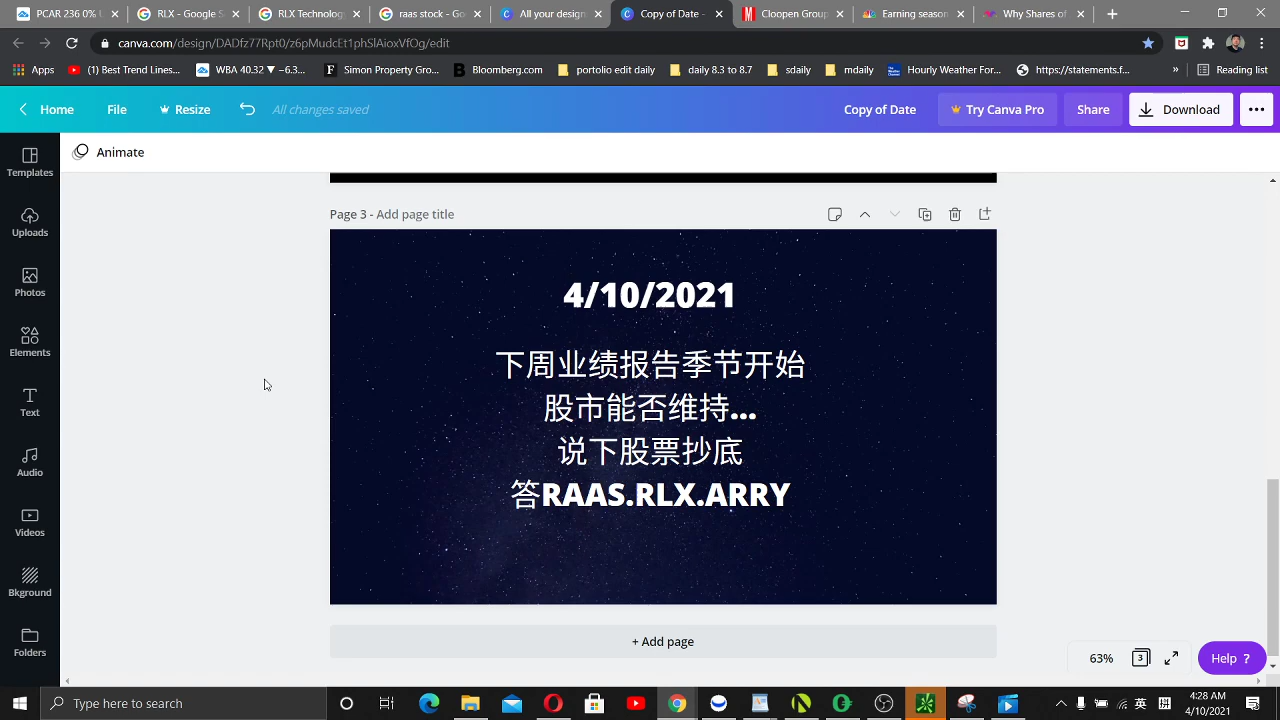 PCAR 236 0% U
RLX - Google S
RLX Technology
raas stock - Go
All your design
Copy of Date -
Cloopen Group
Earning season
Why Shares of
canva.com/design/DADfz77Rpt0/z6pMudcEt1phSlAioxVfOg/edit
Apps
(1) Best Trend Lines...
WBA 40.32 ▼ −6.3...
Simon Property Gro...
Bloomberg.com
portolio edit daily
daily 8.3 to 8.7
sdaily
mdaily
Hourly Weather For...
https://statements.f...
»
Reading list
Home
File
Resize
All changes saved
Copy of Date
Try Canva Pro
Share
Download
Animate
Templates
Uploads
Photos
Elements
Text
Audio
Videos
Bkground
Folders
Page 3 - Add page title
4/10/2021
下周业绩报告季节开始
股市能否维持...
说下股票抄底
答RAAS.RLX.ARRY
+ Add page
63%
3
Help ?
Type here to search
英
拼
4:28 AM
4/10/2021